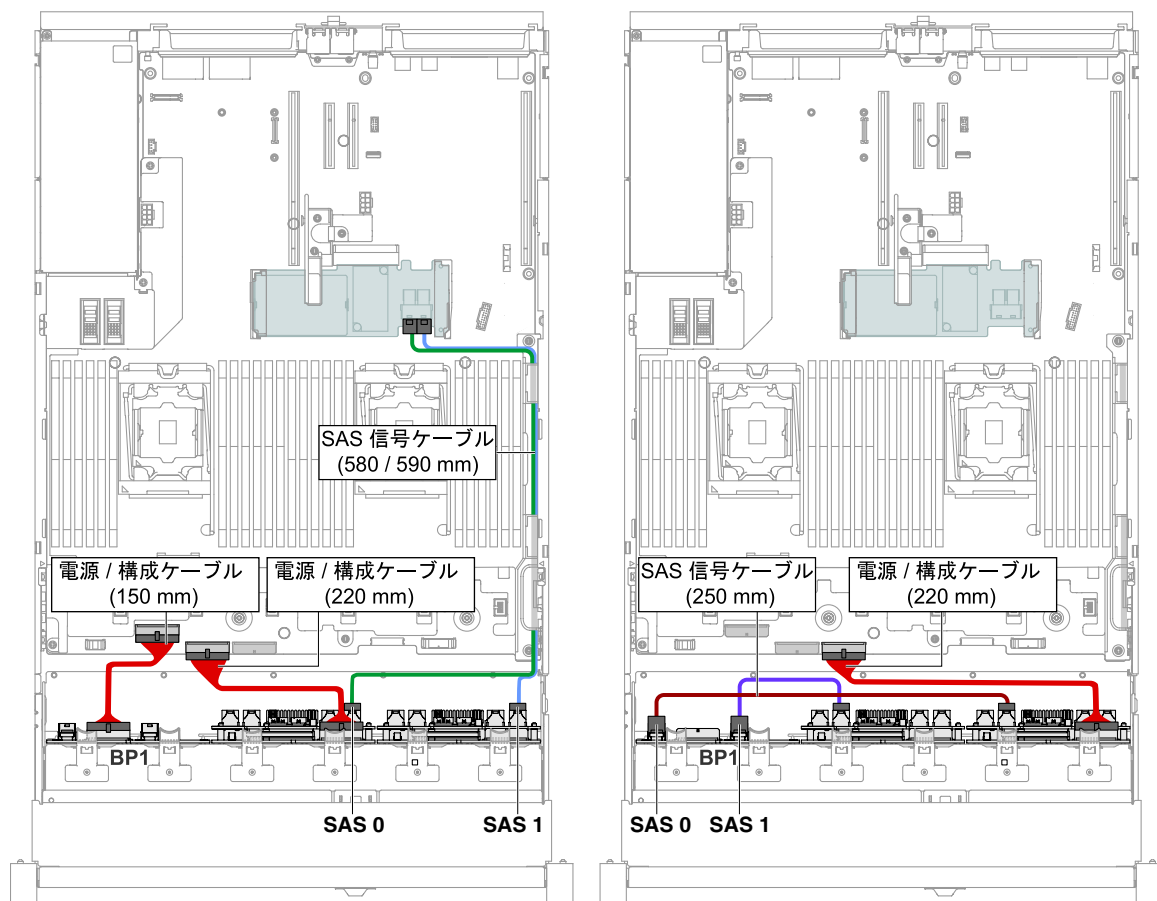 SAS 信号ケーブル
(580 / 590 mm)
電源 / 構成ケーブル
(150 mm)
電源 / 構成ケーブル
(220 mm)
BP1
SAS 0
SAS 1
SAS 信号ケーブル
(250 mm)
電源 / 構成ケーブル
(220 mm)
BP1
SAS 0
SAS 1